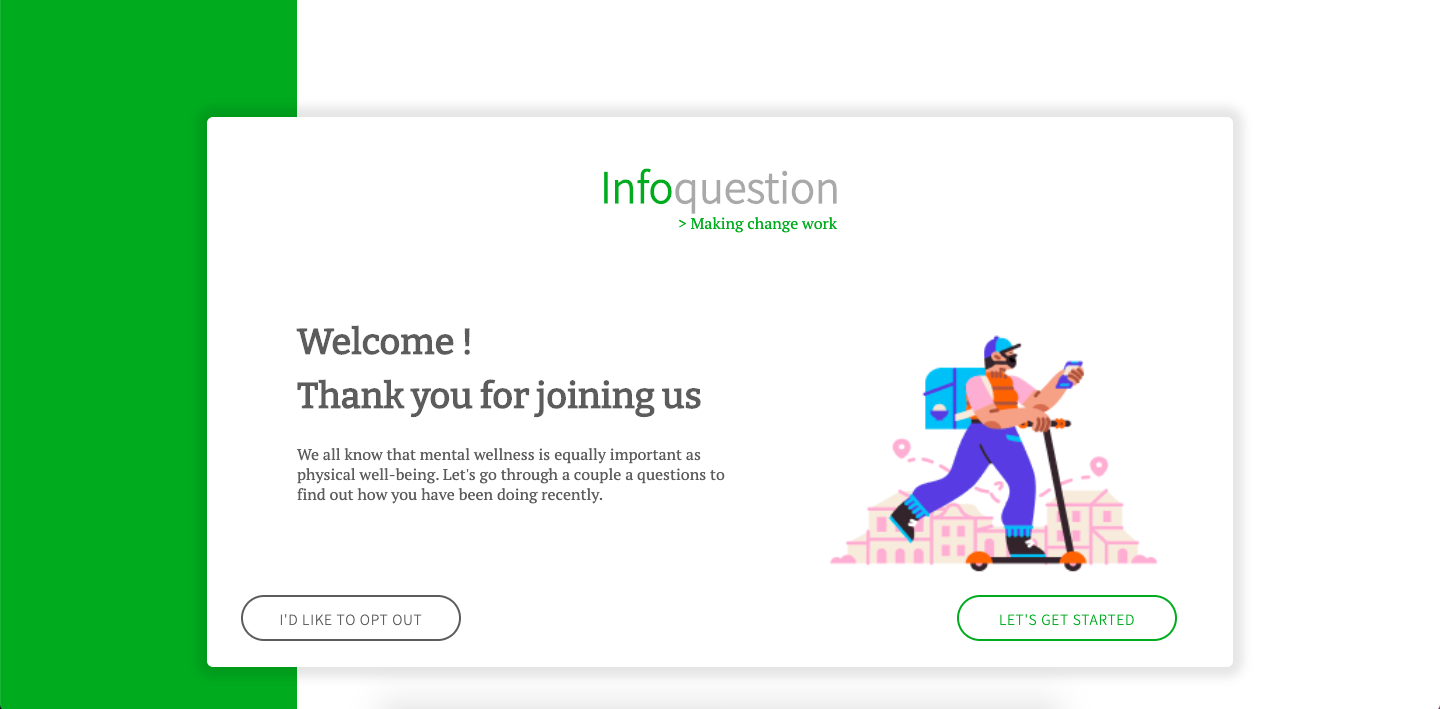 Infoquestion
> Making change work
Welcome !
Thank you for joining us
We all know that mental wellness is equally important as
physical well-being. Let's go through a couple a questions to
find out how you have been doing recently.
I'D LIKE TO OPT OUT
LET'S GET STARTED